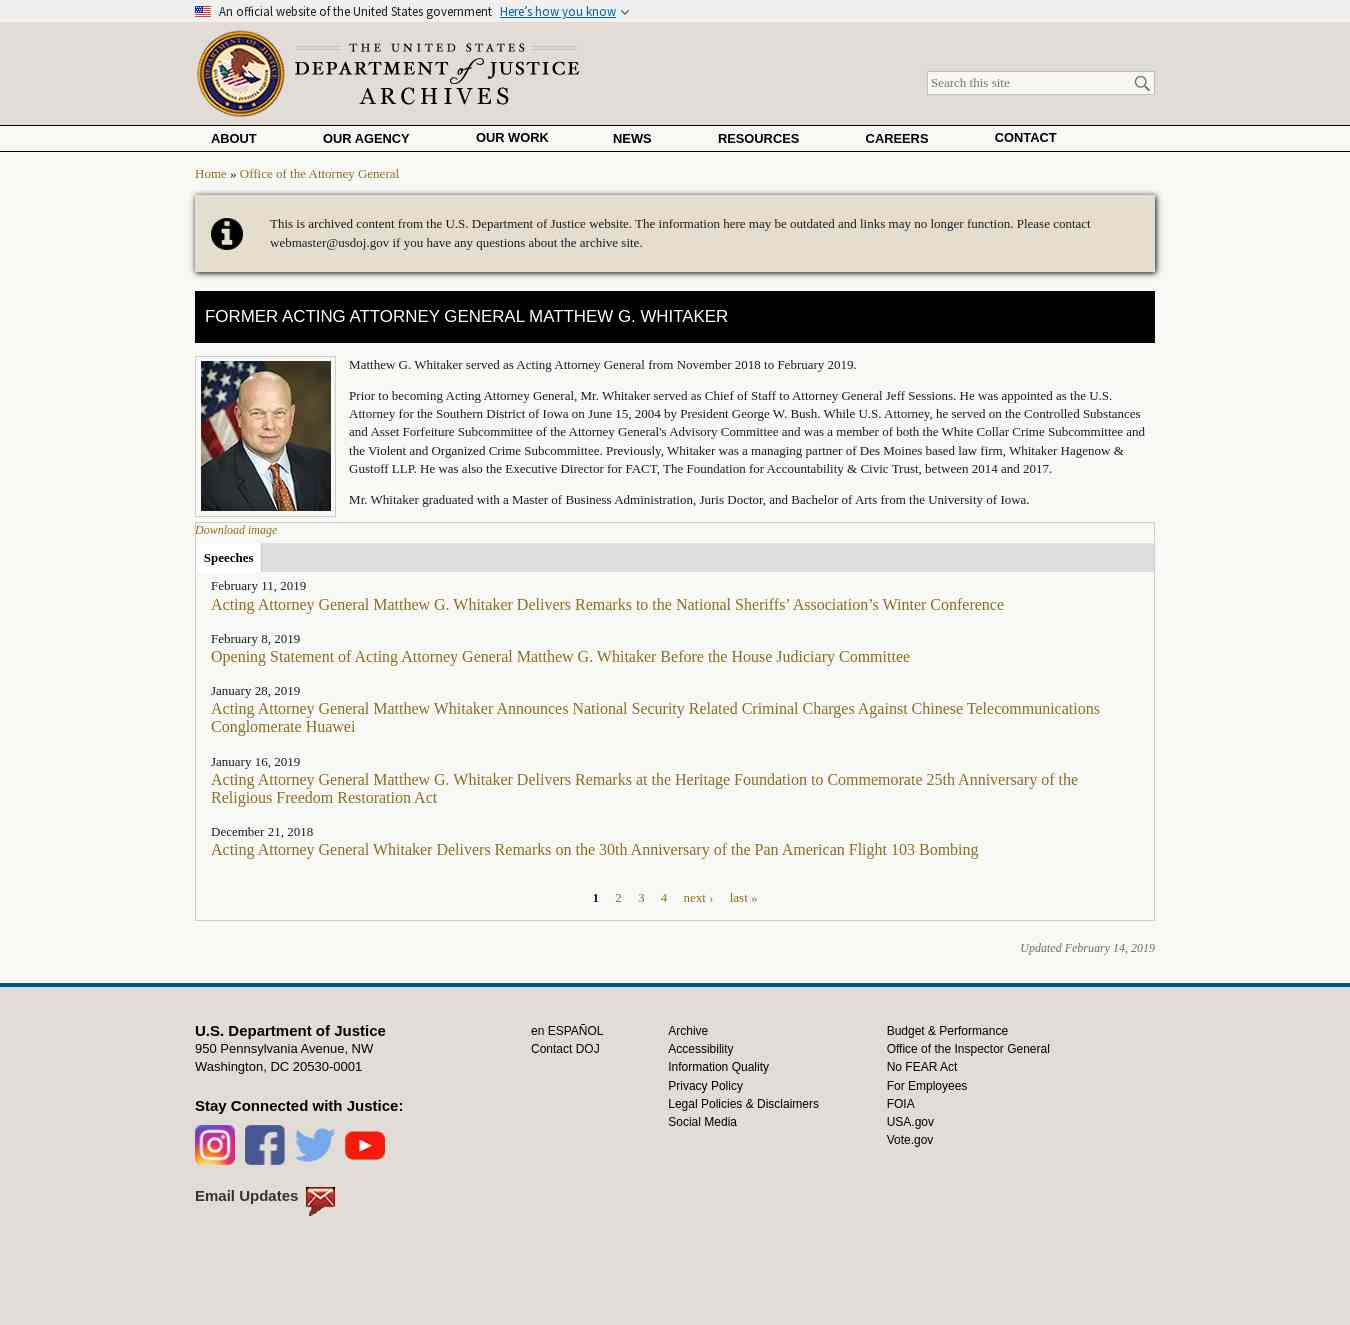 An official website of the United States government Here's how you know
THE UNITED STATES
DEPARTMENT of JUSTICE
ARCHIVES
Search this site
ABOUT OUR AGENCY OUR WORK NEWS RESOURCES CAREERS CONTACT
Home » Office of the Attorney General
This is archived content from the U.S. Department of Justice website. The information here may be outdated and links may no longer function. Please contact
webmaster@usdoj.gov if you have any questions about the archive site.
FORMER ACTING ATTORNEY GENERAL MATTHEW G. WHITAKER
Matthew G. Whitaker served as Acting Attorney General from November 2018 to February 2019.
Prior to becoming Acting Attorney General, Mr. Whitaker served as Chief of Staff to Attorney General Jeff Sessions. He was appointed as the U.S.
Attorney for the Southern District of Iowa on June 15, 2004 by President George W. Bush. While U.S. Attorney, he served on the Controlled Substances
and Asset Forfeiture Subcommittee of the Attorney General's Advisory Committee and was a member of both the White Collar Crime Subcommittee and
the Violent and Organized Crime Subcommittee. Previously, Whitaker was a managing partner of Des Moines based law firm, Whitaker Hagenow &
Gustoff LLP. He was also the Executive Director for FACT, The Foundation for Accountability & Civic Trust, between 2014 and 2017.
Mr. Whitaker graduated with a Master of Business Administration, Juris Doctor, and Bachelor of Arts from the University of Iowa.
Download image
Speeches
February 11, 2019
Acting Attorney General Matthew G. Whitaker Delivers Remarks to the National Sheriffs’ Association’s Winter Conference
February 8, 2019
Opening Statement of Acting Attorney General Matthew G. Whitaker Before the House Judiciary Committee
January 28, 2019
Acting Attorney General Matthew Whitaker Announces National Security Related Criminal Charges Against Chinese Telecommunications
Conglomerate Huawei
January 16, 2019
Acting Attorney General Matthew G. Whitaker Delivers Remarks at the Heritage Foundation to Commemorate 25th Anniversary of the
Religious Freedom Restoration Act
December 21, 2018
Acting Attorney General Whitaker Delivers Remarks on the 30th Anniversary of the Pan American Flight 103 Bombing
1 2 3 4 next › last »
Updated February 14, 2019
U.S. Department of Justice
950 Pennsylvania Avenue, NW
Washington, DC 20530-0001
Stay Connected with Justice:
Email Updates
en ESPAÑOL
Contact DOJ
Archive
Accessibility
Information Quality
Privacy Policy
Legal Policies & Disclaimers
Social Media
Budget & Performance
Office of the Inspector General
No FEAR Act
For Employees
FOIA
USA.gov
Vote.gov